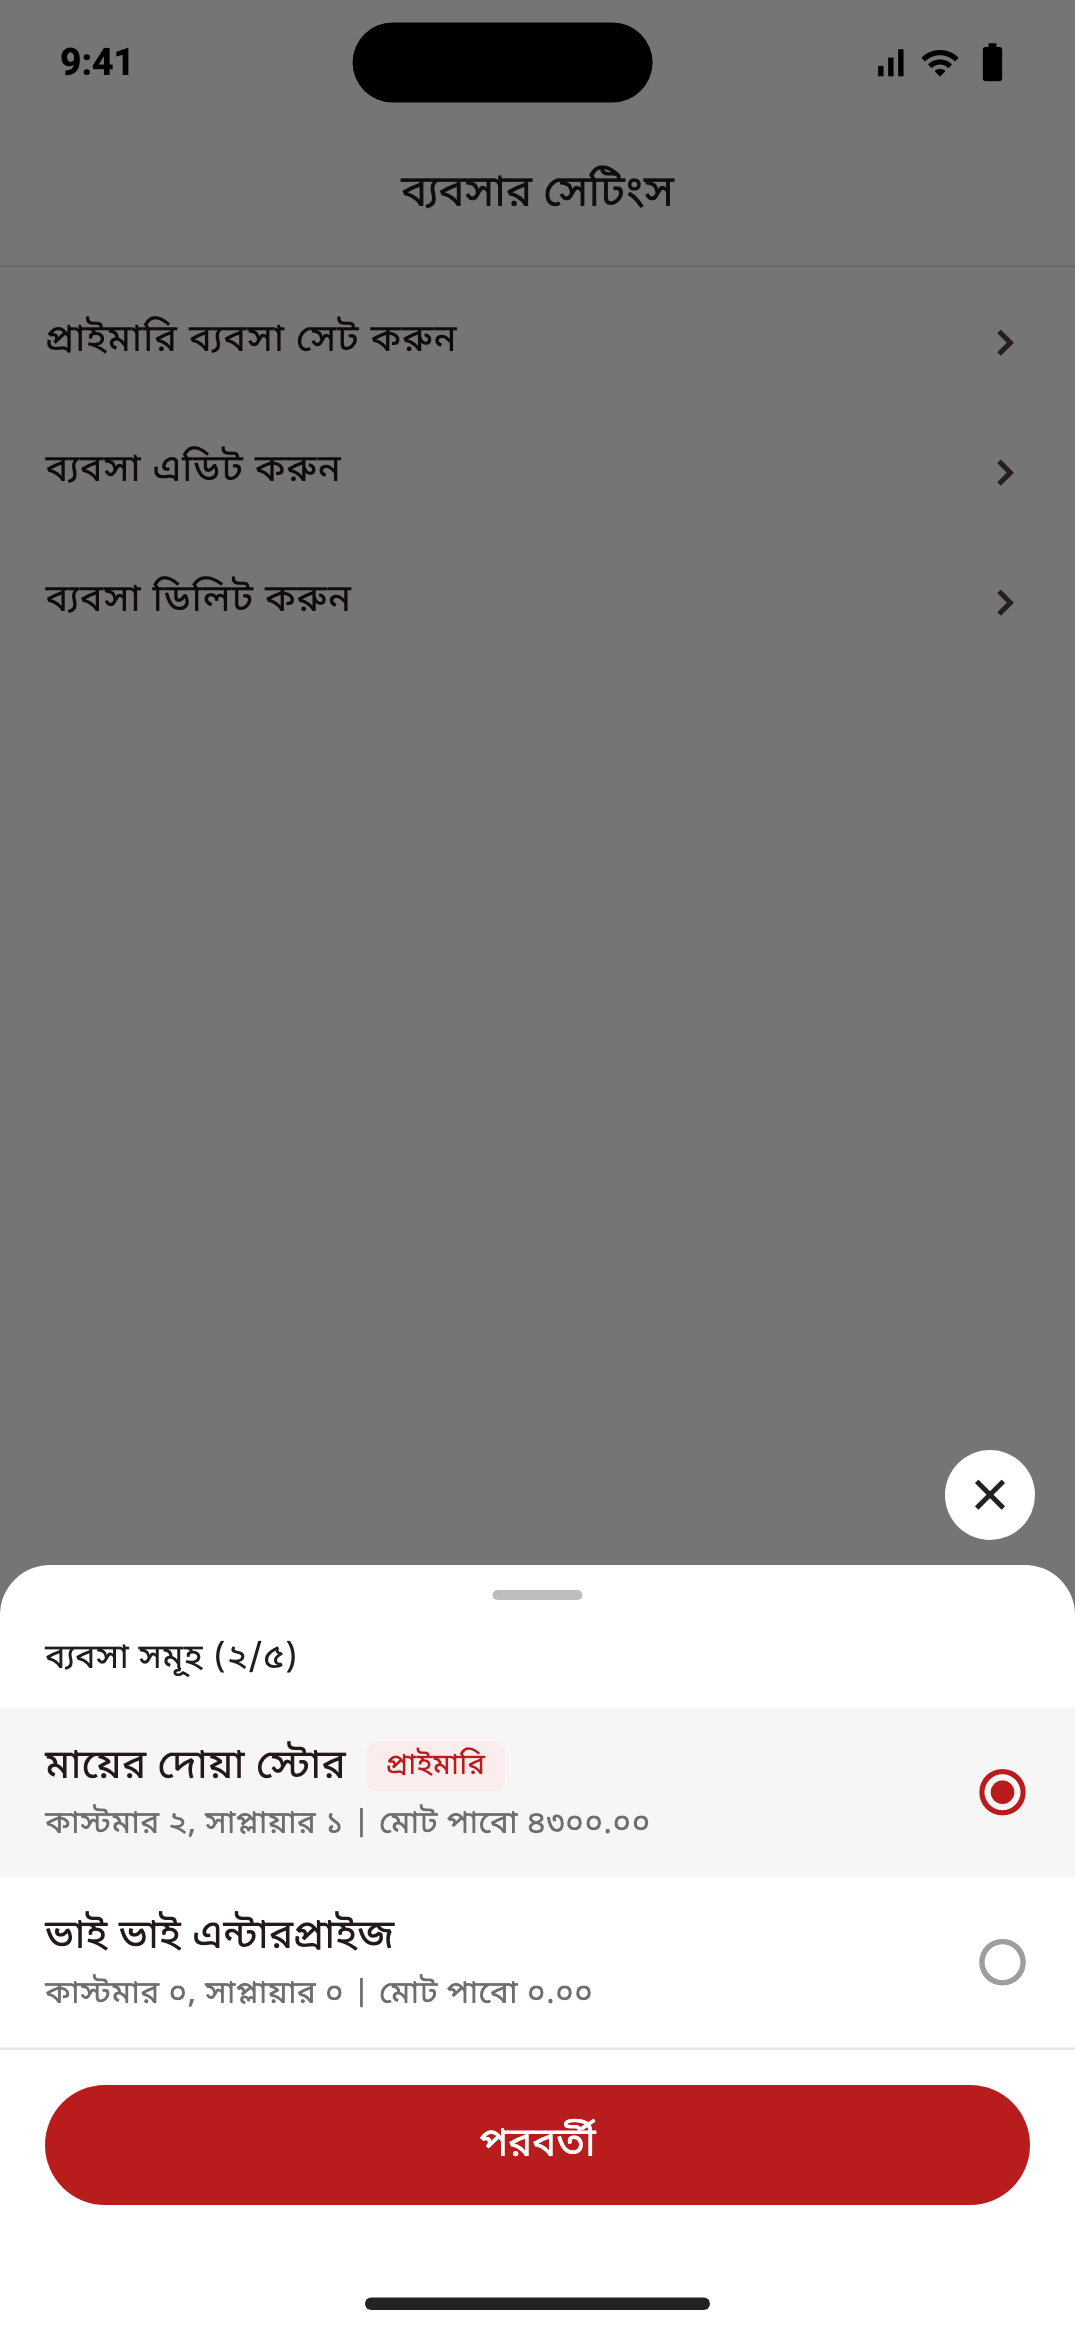 9:41
ব্যবসার সেটিংস
প্রাইমারি ব্যবসা সেট করুন
ব্যবসা এডিট করুন
ব্যবসা ডিলিট করুন
ব্যবসা সমূহ (২/৫)
মায়ের দোয়া স্টোর প্রাইমারি
কাস্টমার ২, সাপ্লায়ার ১ | মোট পাবো ৪৩০০.০০
ভাই ভাই এন্টারপ্রাইজ
কাস্টমার ০, সাপ্লায়ার ০ | মোট পাবো ০.০০
পরবর্তী